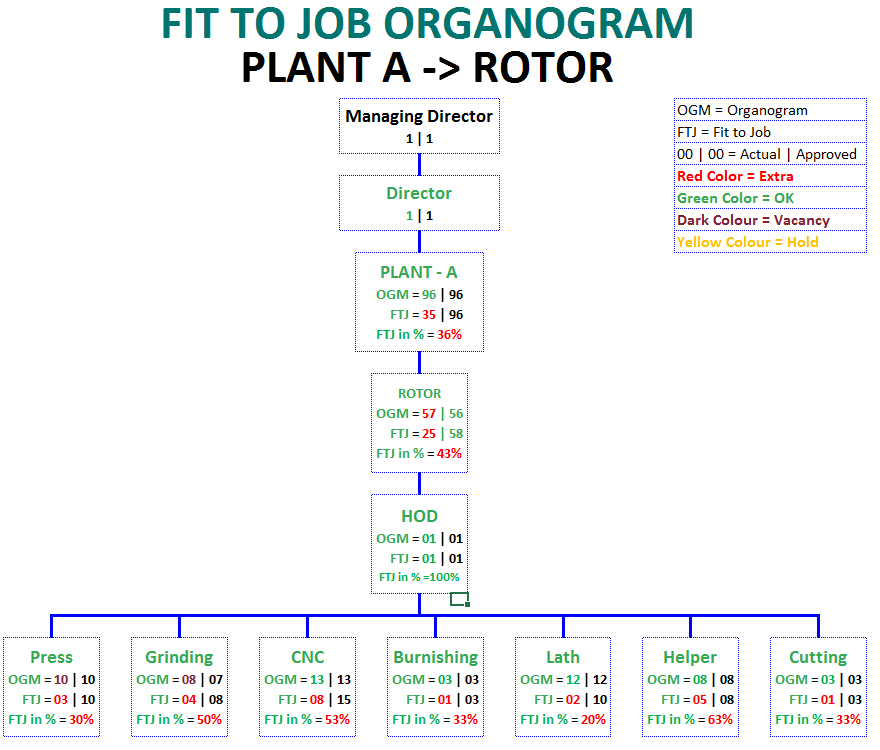 FIT TO JOB ORGANOGRAM
PLANT A -> ROTOR
Managing Director
1 | 1
OGM = Organogram
FTJ = Fit to Job
00 | 00 = Actual | Approved
Red Color = Extra
Green Color = OK
Dark Colour = Vacancy
Yellow Colour = Hold
Director
1 | 1
PLANT - A
OGM = 96 | 96
FTJ = 35 | 96
FTJ in % = 36%
ROTOR
OGM = 57 | 56
FTJ = 25 | 58
FTJ in % = 43%
HOD
OGM = 01 | 01
FTJ = 01 | 01
FTJ in % =100%
Press
OGM = 10 | 10
FTJ = 03 | 10
FTJ in % = 30%
Grinding
OGM = 08 | 07
FTJ = 04 | 08
FTJ in % = 50%
CNC
OGM = 13 | 13
FTJ = 08 | 15
FTJ in % = 53%
Burnishing
OGM = 03 | 03
FTJ = 01 | 03
FTJ in % = 33%
Lath
OGM = 12 | 12
FTJ = 02 | 10
FTJ in % = 20%
Helper
OGM = 08 | 08
FTJ = 05 | 08
FTJ in % = 63%
Cutting
OGM = 03 | 03
FTJ = 01 | 03
FTJ in % = 33%